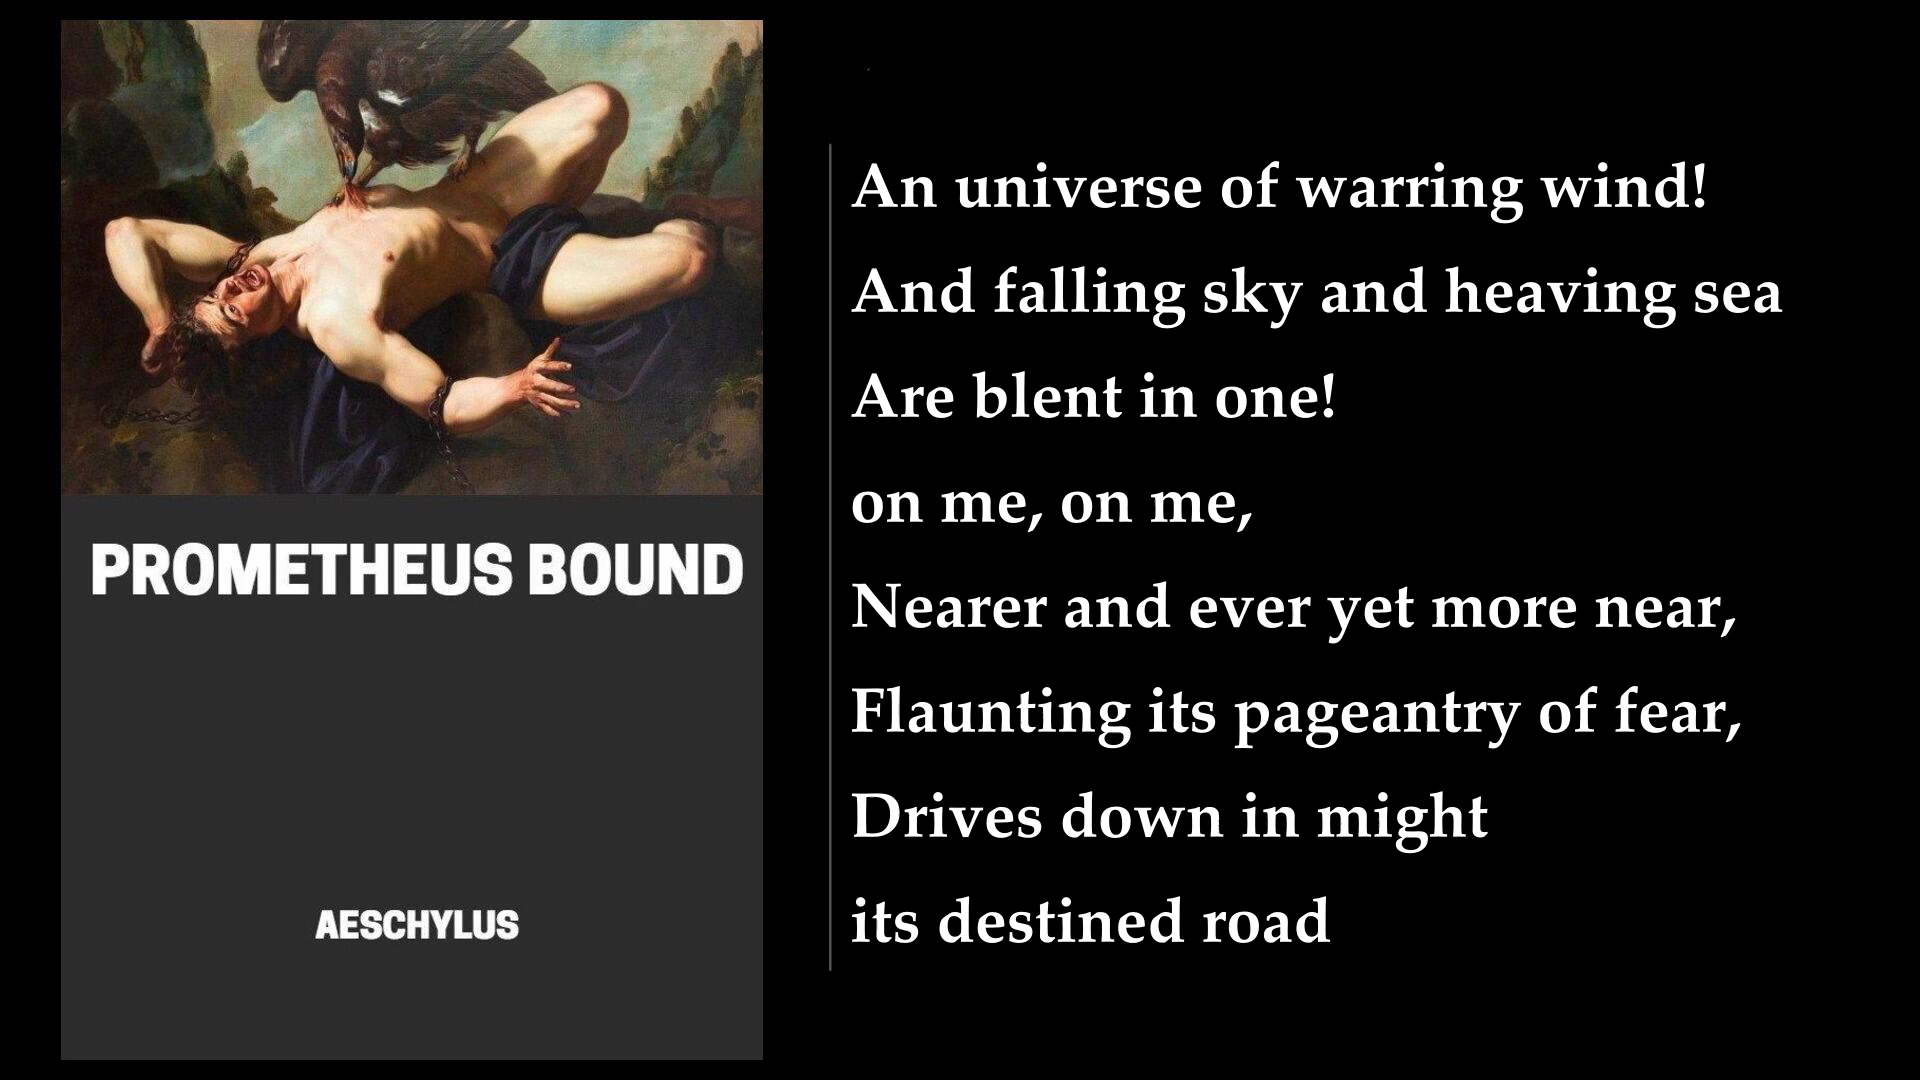 PROMETHEUS BOUND
AESCHYLUS
An universe of warring wind!
And falling sky and heaving sea
Are blent in one!
on me, on me,
Nearer and ever yet more near,
Flaunting its pageantry of fear,
Drives down in might
its destined road